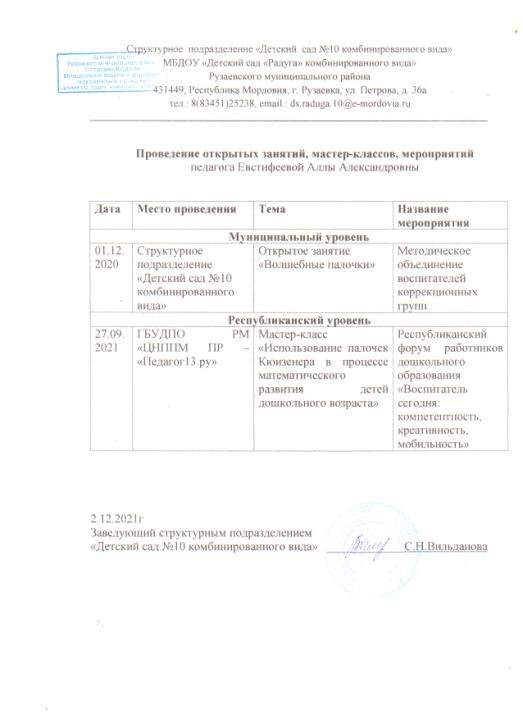 Структурное подразделение «Детский сад №10 комбинированного вида»
МБДОУ «Детский сад «Радуга» комбинированного вида»
Рузаевского муниципального района
431449, Республика Мордовия, г. Рузаевка, ул. Петрова, д. 36а
тел.: 8(83451)25238, email.: ds.raduga.10@e-mordovia.ru
Проведение открытых занятий, мастер-классов, мероприятий
педагога Евстифеевой Аллы Александровны
Дата Место проведения Тема Название
мероприятия
Муниципальный уровень
01.12. Структурное Открытое занятие Методическое
2020 подразделение «Волшебные палочки» объединение
«Детский сад №10 воспитателей
комбинированного коррекционных
вида» групп
Республиканский уровень
27.09. ГБУДПО РМ Мастер-класс Республиканский
2021 «ЦНППМ ПР – «Использование палочек форум работников
«Педагог13.ру» Кюизенера в процессе дошкольного
математического образования
развития детей «Воспитатель
дошкольного возраста» сегодня:
компетентность,
креативность,
мобильность»
2.12.2021г
Заведующий структурным подразделением
«Детский сад №10 комбинированного вида» С.Н.Вильданова